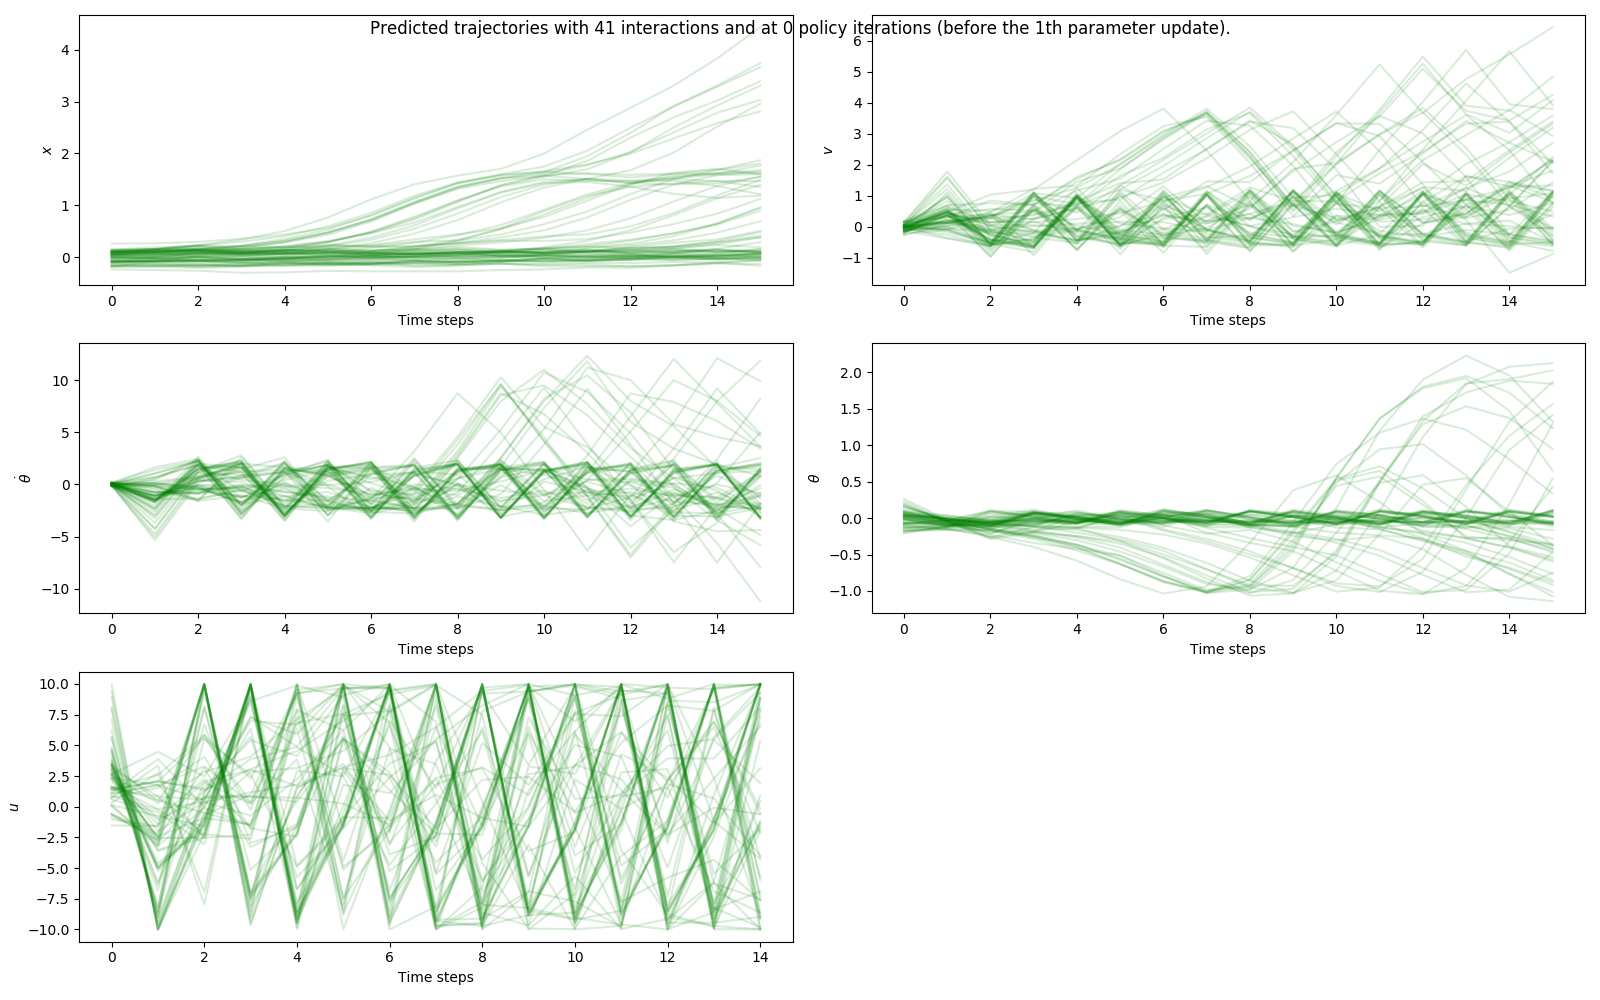 Predicted trajectories with 41 interactions and at 0 policy iterations (before the 1th parameter update).
4
3
2
1
0
x
0 2 4 6 8 10 12 14
Time steps
6
5
4
3
2
1
0
−1
v
0 2 4 6 8 10 12 14
Time steps
10
5
0
−5
−10
θ̇
0 2 4 6 8 10 12 14
Time steps
2.0
1.5
1.0
0.5
0.0
−0.5
−1.0
θ
0 2 4 6 8 10 12 14
Time steps
10.0
7.5
5.0
2.5
0.0
−2.5
−5.0
−7.5
−10.0
u
0 2 4 6 8 10 12 14
Time steps